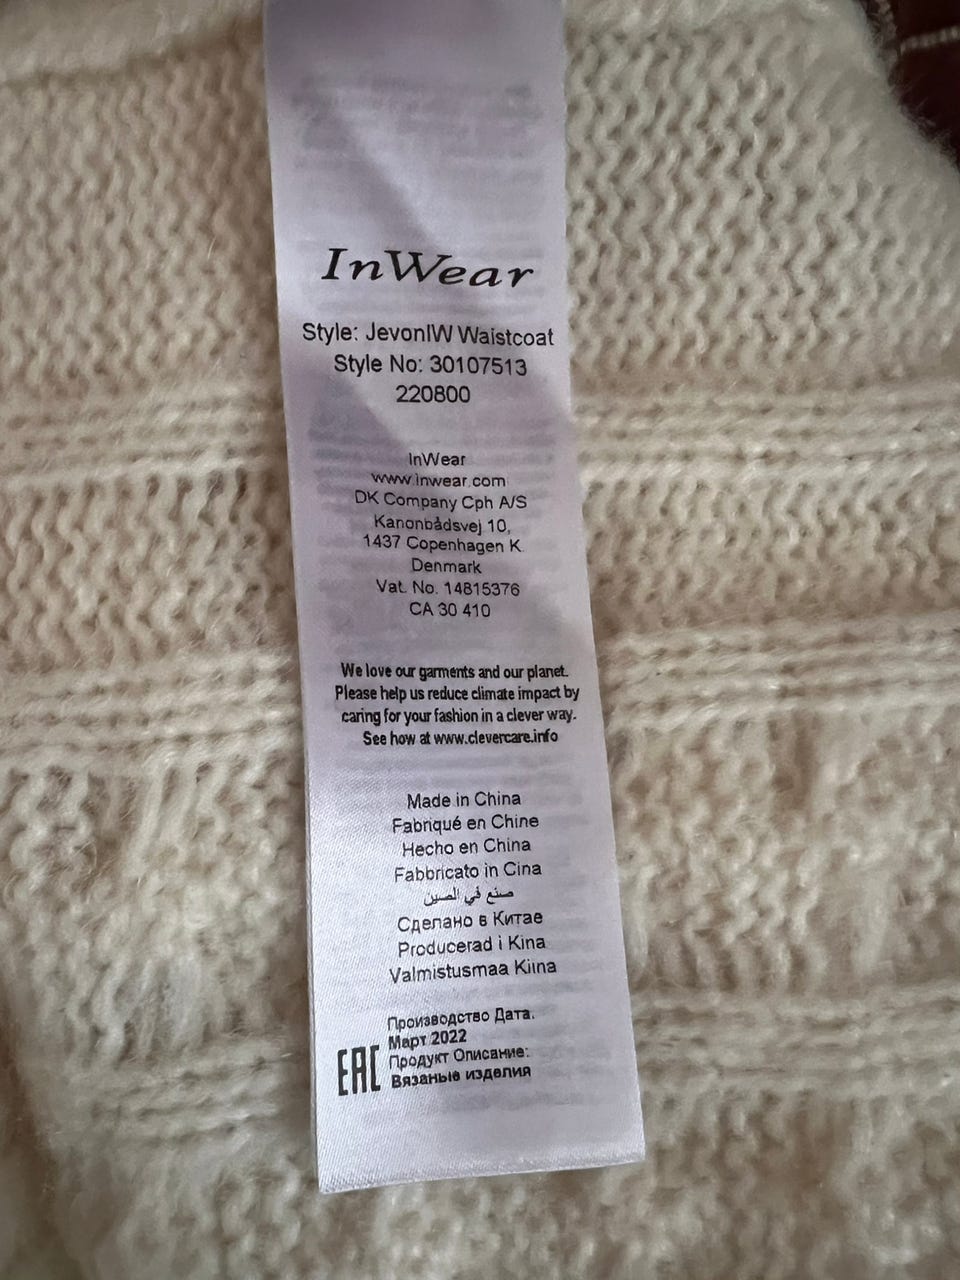 InWear
Style: JevonIW Waistcoat
Style No: 30107513
220800
InWear
www.inwear.com
DK Company Cph A/S
Kanonbådsvej 10,
1437 Copenhagen K
Denmark
Vat. No. 14815376
CA 30 410
We love our garments and our planet.
Please help us reduce climate impact by
caring for your fashion in a clever way.
See how at www.clevercare.info
Made in China
Fabriqué en Chine
Hecho en China
Fabbricato in Cina
صنع في الصين
Сделано в Китае
Producerad i Kina
Valmistusmaa Kiina
Производство Дата.
Март 2022
EAC Продукт Описание:
Вязаные изделия